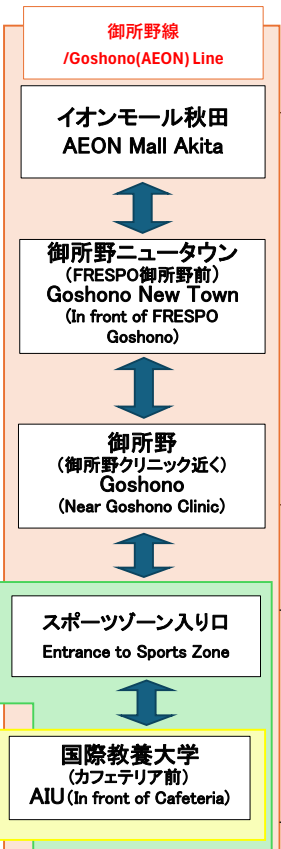 御所野線
/Goshono(AEON) Line
イオンモール秋田
AEON Mall Akita
御所野ニュータウン
（FRESPO御所野前）
Goshono New Town
(In front of FRESPO
Goshono)
御所野
（御所野クリニック近く）
Goshono
(Near Goshono Clinic)
スポーツゾーン入り口
Entrance to Sports Zone
国際教養大学
(カフェテリア前)
AIU(In front of Cafeteria)